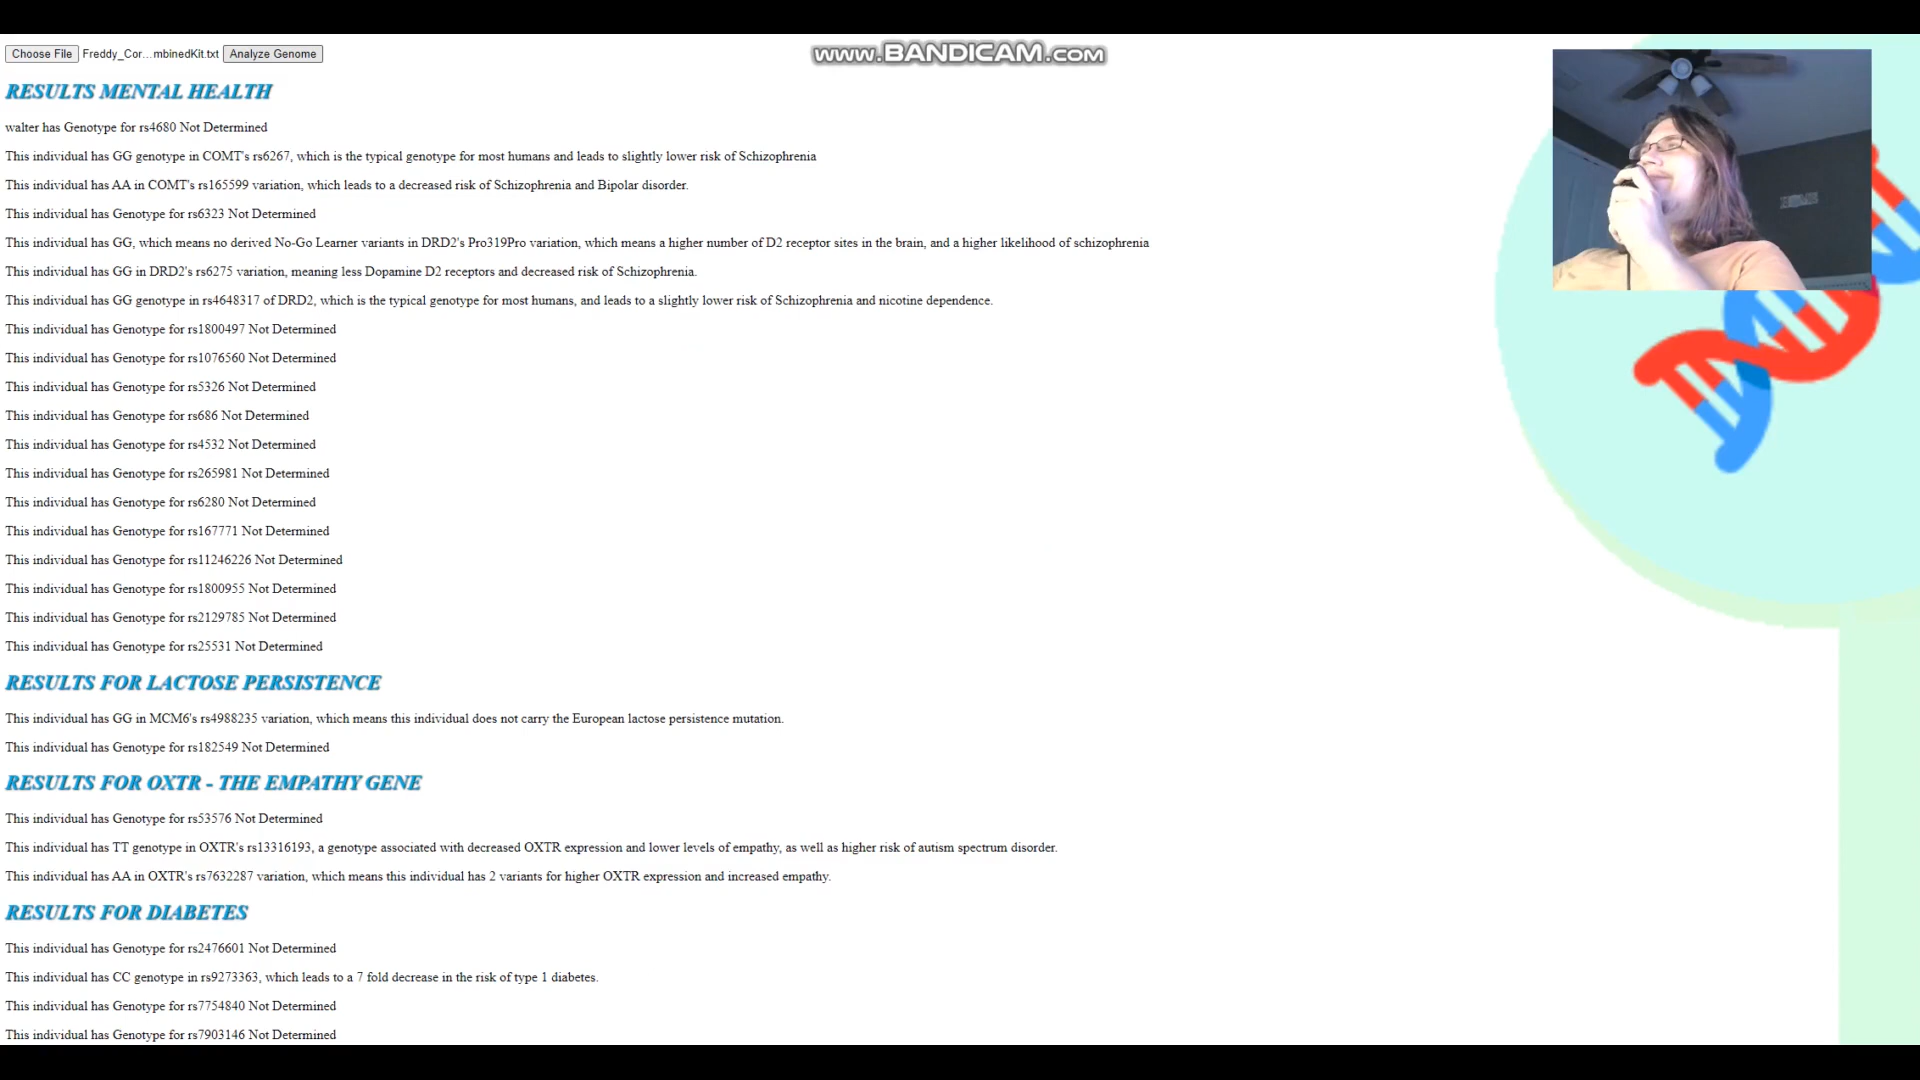 www.BANDICAM.com
Choose File Freddy_Cor...mbinedKit.txt Analyze Genome
RESULTS MENTAL HEALTH
walter has Genotype for rs4680 Not Determined
This individual has GG genotype in COMT's rs6267, which is the typical genotype for most humans and leads to slightly lower risk of Schizophrenia
This individual has AA in COMT's rs165599 variation, which leads to a decreased risk of Schizophrenia and Bipolar disorder.
This individual has Genotype for rs6323 Not Determined
This individual has GG, which means no derived No-Go Learner variants in DRD2's Pro319Pro variation, which means a higher number of D2 receptor sites in the brain, and a higher likelihood of schizophrenia
This individual has GG in DRD2's rs6275 variation, meaning less Dopamine D2 receptors and decreased risk of Schizophrenia.
This individual has GG genotype in rs4648317 of DRD2, which is the typical genotype for most humans, and leads to a slightly lower risk of Schizophrenia and nicotine dependence.
This individual has Genotype for rs1800497 Not Determined
This individual has Genotype for rs1076560 Not Determined
This individual has Genotype for rs5326 Not Determined
This individual has Genotype for rs686 Not Determined
This individual has Genotype for rs4532 Not Determined
This individual has Genotype for rs265981 Not Determined
This individual has Genotype for rs6280 Not Determined
This individual has Genotype for rs167771 Not Determined
This individual has Genotype for rs11246226 Not Determined
This individual has Genotype for rs1800955 Not Determined
This individual has Genotype for rs2129785 Not Determined
This individual has Genotype for rs25531 Not Determined
RESULTS FOR LACTOSE PERSISTENCE
This individual has GG in MCM6's rs4988235 variation, which means this individual does not carry the European lactose persistence mutation.
This individual has Genotype for rs182549 Not Determined
RESULTS FOR OXTR - THE EMPATHY GENE
This individual has Genotype for rs53576 Not Determined
This individual has TT genotype in OXTR's rs13316193, a genotype associated with decreased OXTR expression and lower levels of empathy, as well as higher risk of autism spectrum disorder.
This individual has AA in OXTR's rs7632287 variation, which means this individual has 2 variants for higher OXTR expression and increased empathy.
RESULTS FOR DIABETES
This individual has Genotype for rs2476601 Not Determined
This individual has CC genotype in rs9273363, which leads to a 7 fold decrease in the risk of type 1 diabetes.
This individual has Genotype for rs7754840 Not Determined
This individual has Genotype for rs7903146 Not Determined